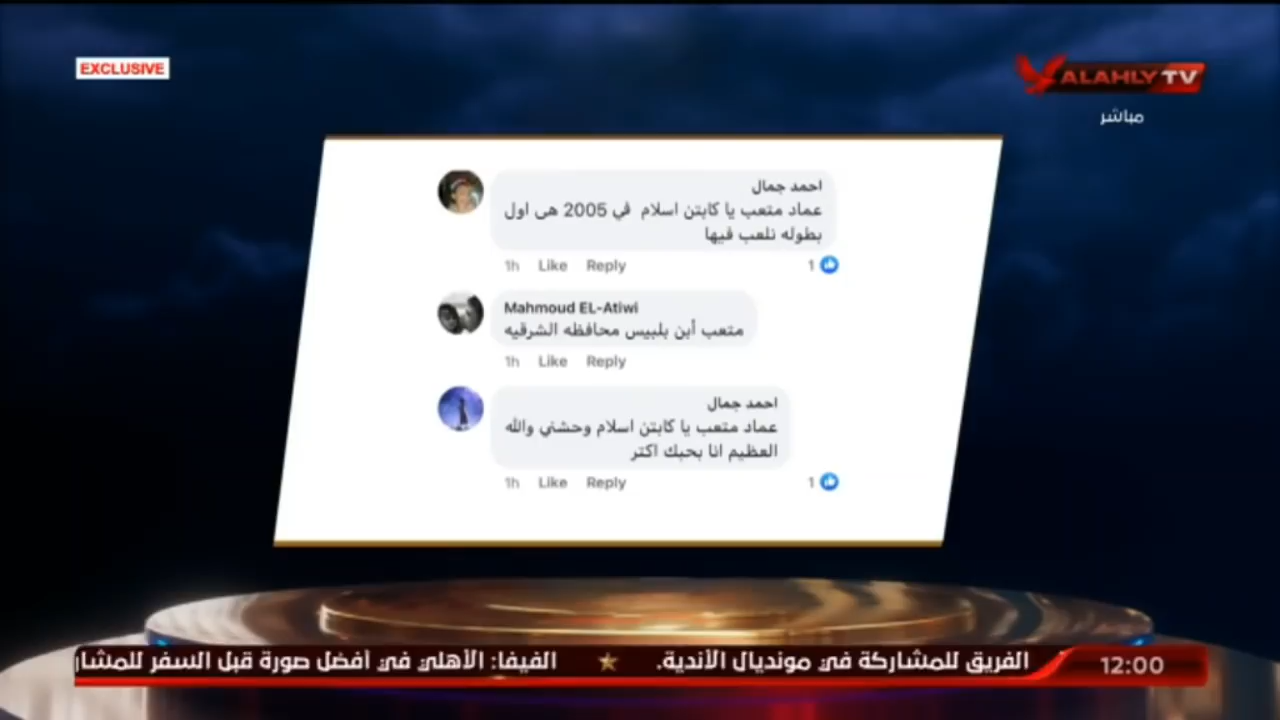 EXCLUSIVE
ALAHLY TV
مباشر
احمد جمال
عماد متعب يا كابتن اسلام في 2005 هى اول
بطوله نلعب فيها
1h Like Reply 1
Mahmoud EL-Atiwi
متعب أبن بلبيس محافظه الشرقيه
1h Like Reply
احمد جمال
عماد متعب يا كابتن اسلام وحشني والله
العظيم انا بحبك اكتر
1h Like Reply 1
الفريق للمشاركة في مونديال الأندية. ★ الفيفا: الأهلي في أفضل صورة قبل السفر للمشار
12:00